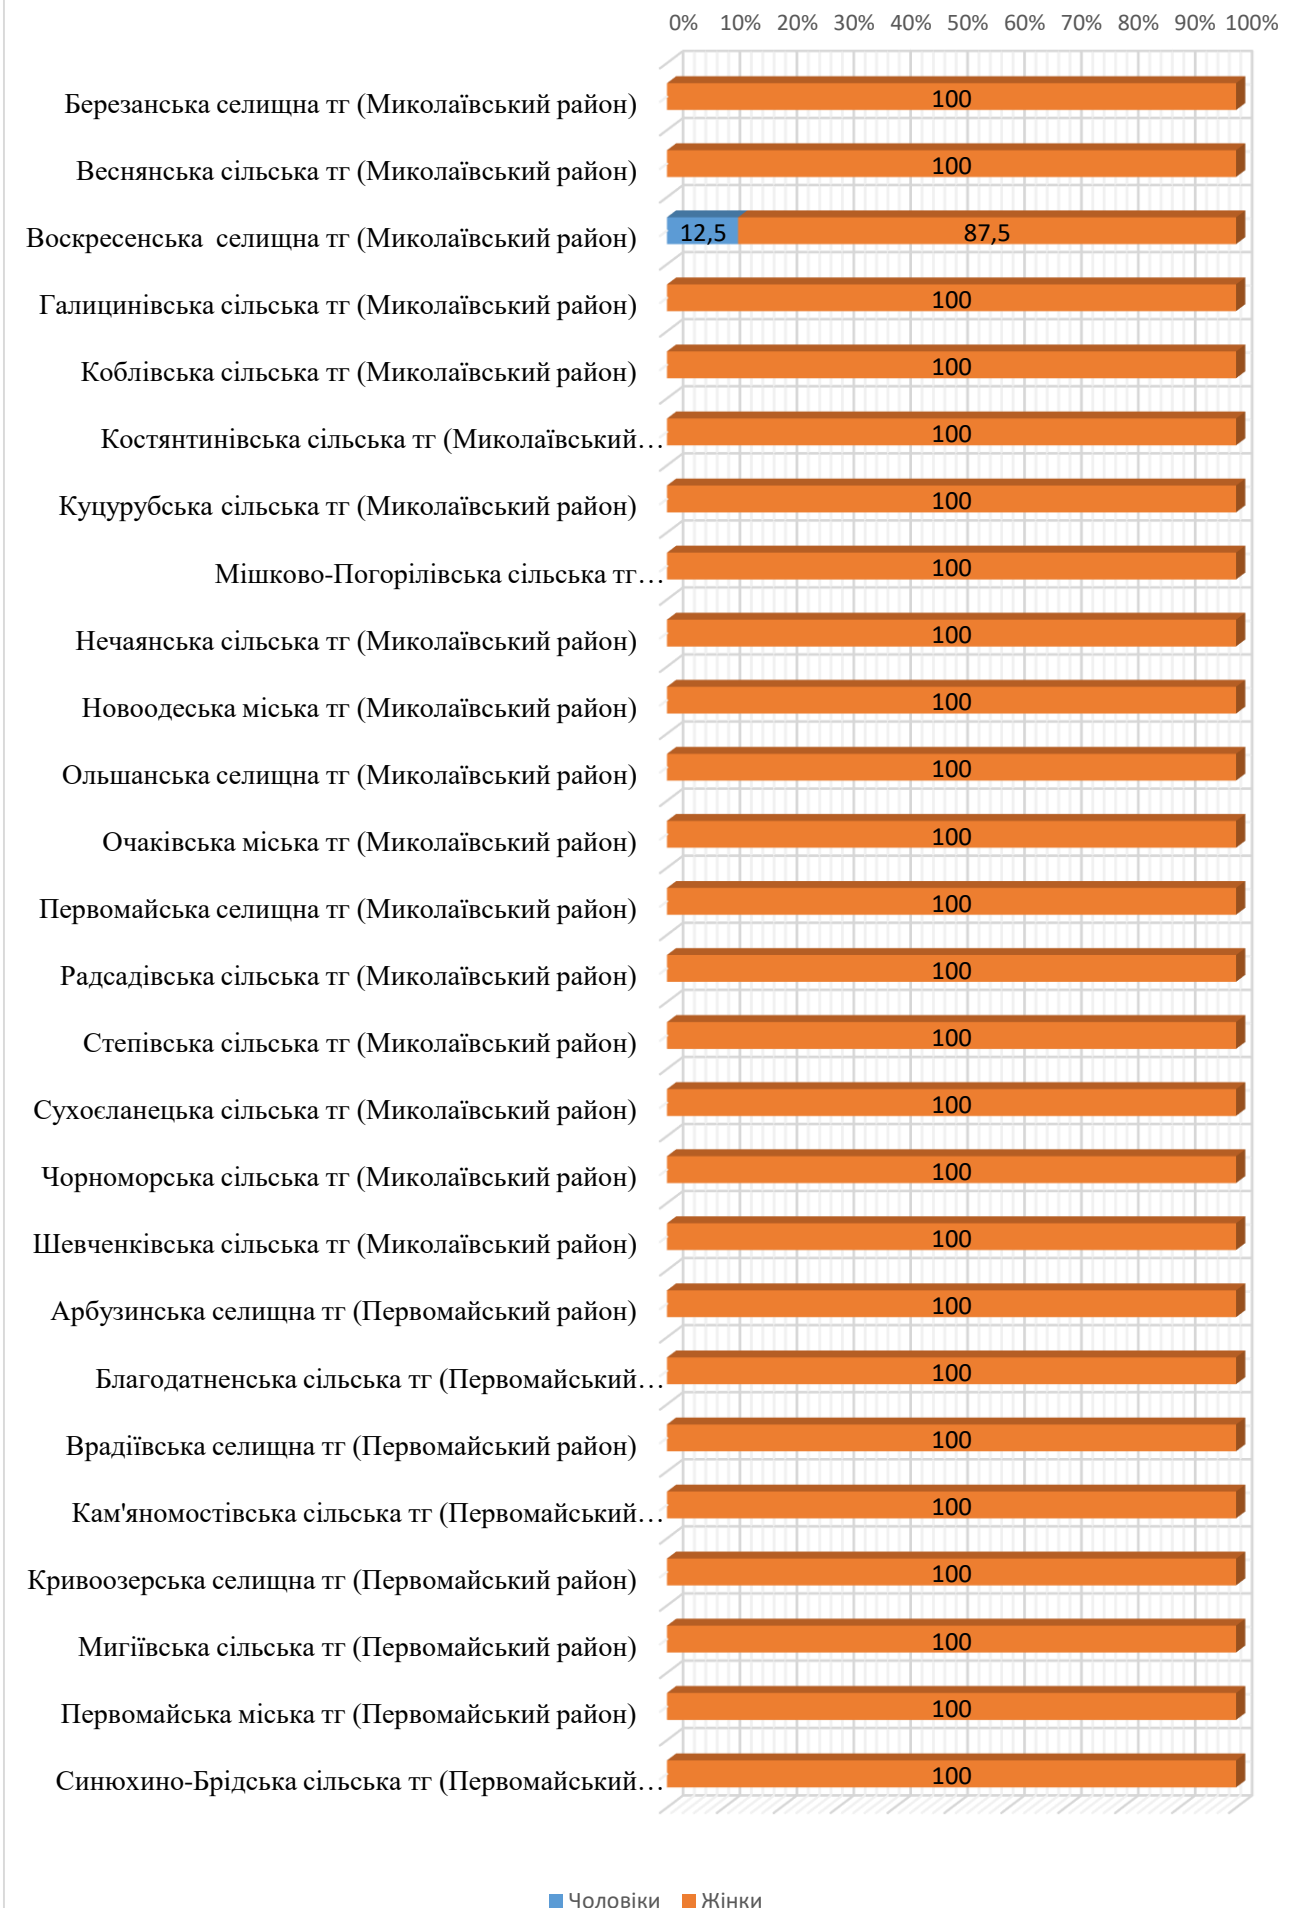 0% 10% 20% 30% 40% 50% 60% 70% 80% 90% 100%
Березанська селищна тг (Миколаївський район) 100
Веснянська сільська тг (Миколаївський район) 100
Воскресенська селищна тг (Миколаївський район) 12,5 87,5
Галицинівська сільська тг (Миколаївський район) 100
Коблівська сільська тг (Миколаївський район) 100
Костянтинівська сільська тг (Миколаївський… 100
Куцурубська сільська тг (Миколаївський район) 100
Мішково-Погорілівська сільська тг… 100
Нечаянська сільська тг (Миколаївський район) 100
Новоодеська міська тг (Миколаївський район) 100
Ольшанська селищна тг (Миколаївський район) 100
Очаківська міська тг (Миколаївський район) 100
Первомайська селищна тг (Миколаївський район) 100
Радсадівська сільська тг (Миколаївський район) 100
Степівська сільська тг (Миколаївський район) 100
Сухоєланецька сільська тг (Миколаївський район) 100
Чорноморська сільська тг (Миколаївський район) 100
Шевченківська сільська тг (Миколаївський район) 100
Арбузинська селищна тг (Первомайський район) 100
Благодатненська сільська тг (Первомайський… 100
Врадіївська селищна тг (Первомайський район) 100
Кам'яномостівська сільська тг (Первомайський… 100
Кривоозерська селищна тг (Первомайський район) 100
Мигіївська сільська тг (Первомайський район) 100
Первомайська міська тг (Первомайський район) 100
Синюхино-Брідська сільська тг (Первомайський… 100
Чоловіки Жінки